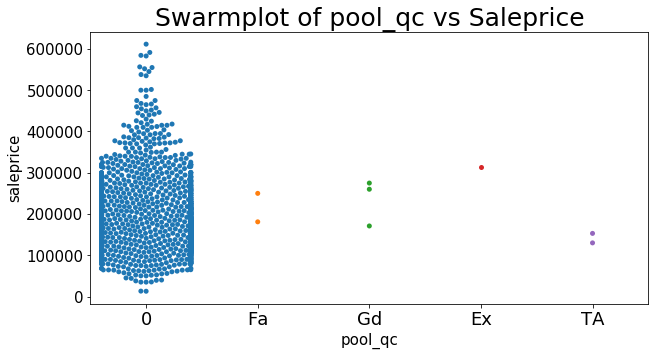 Swarmplot of pool_qc vs Saleprice
600000
500000
400000
300000
200000
100000
0
saleprice
0 Fa Gd Ex TA
pool_qc